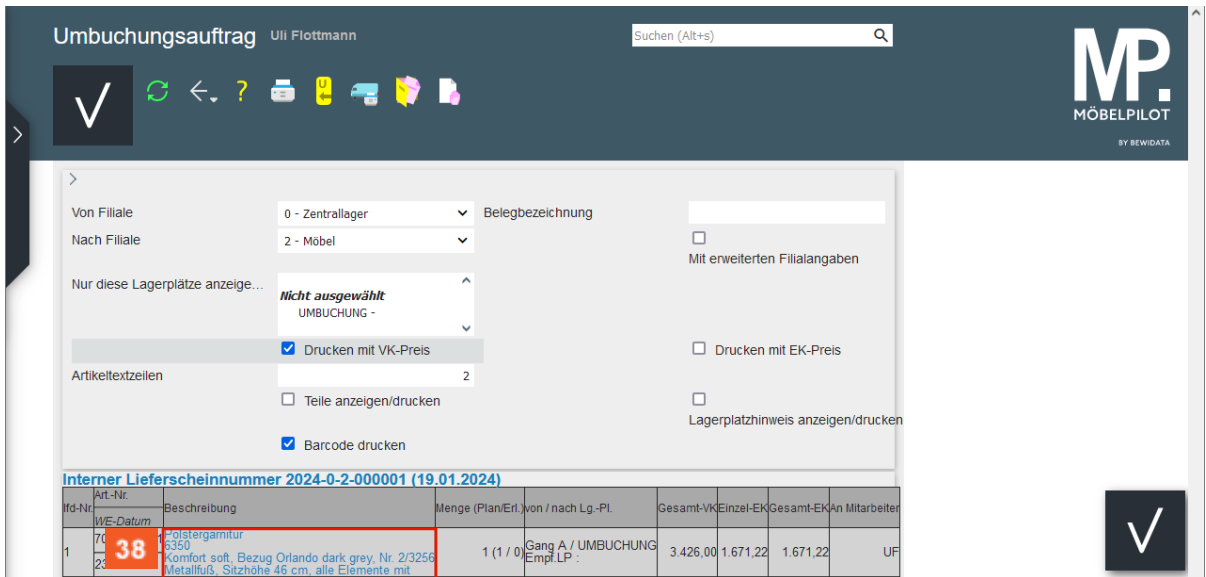 Umbuchungsauftrag Uli Flottmann
Suchen (Alt+s)
MP.
MÖBELPILOT
BY BEWIDATA
Von Filiale
0 - Zentrallager
Belegbezeichnung
Nach Filiale
2 - Möbel
Mit erweiterten Filialangaben
Nur diese Lagerplätze anzeige...
Nicht ausgewählt
UMBUCHUNG -
Drucken mit VK-Preis
Drucken mit EK-Preis
Artikeltextzeilen
2
Teile anzeigen/drucken
Lagerplatzhinweis anzeigen/drucken
Barcode drucken
Interner Lieferscheinnummer 2024-0-2-000001 (19.01.2024)
lfd-Nr. Art.-Nr. WE-Datum Beschreibung Menge (Plan/Erl.) von / nach Lg.-Pl. Gesamt-VK Einzel-EK Gesamt-EK An Mitarbeiter
1
38
Polstergarnitur
6350
Komfort soft, Bezug Orlando dark grey, Nr. 2/3256
Metallfuß, Sitzhöhe 46 cm, alle Elemente mit
1 (1 / 0)
Gang A / UMBUCHUNG
Empf.LP :
3.426,00 1.671,22 1.671,22 UF